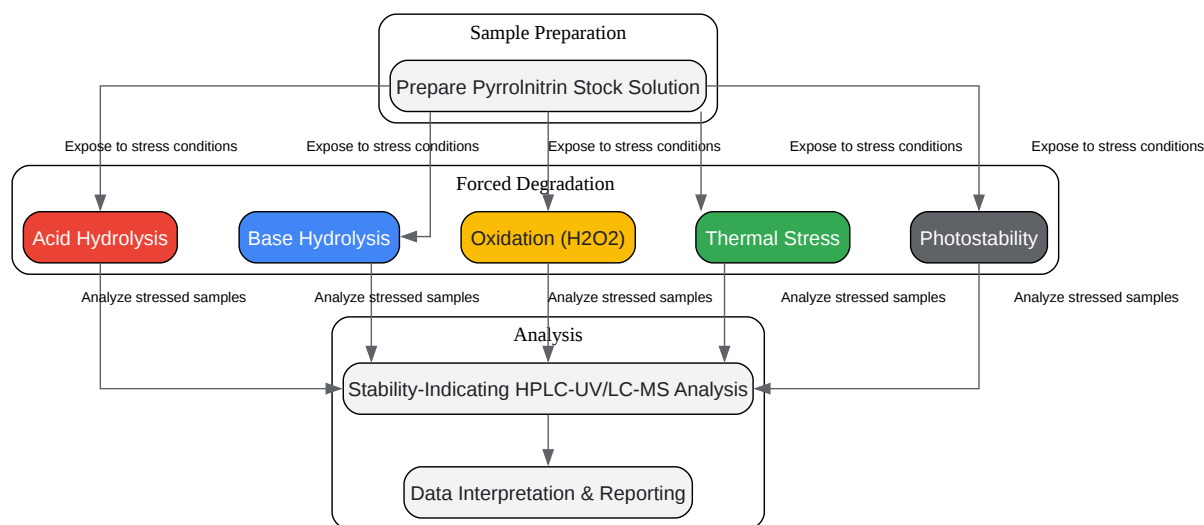 Sample Preparation
Prepare Pyrrolnitrin Stock Solution
Expose to stress conditions
Expose to stress conditions
Expose to stress conditions
Expose to stress conditions
Expose to stress conditions
Forced Degradation
Acid Hydrolysis
Base Hydrolysis
Oxidation (H2O2)
Thermal Stress
Photostability
Analyze stressed samples
Analyze stressed samples
Analyze stressed samples
Analyze stressed samples
Analyze stressed samples
Analysis
Stability-Indicating HPLC-UV/LC-MS Analysis
Data Interpretation & Reporting